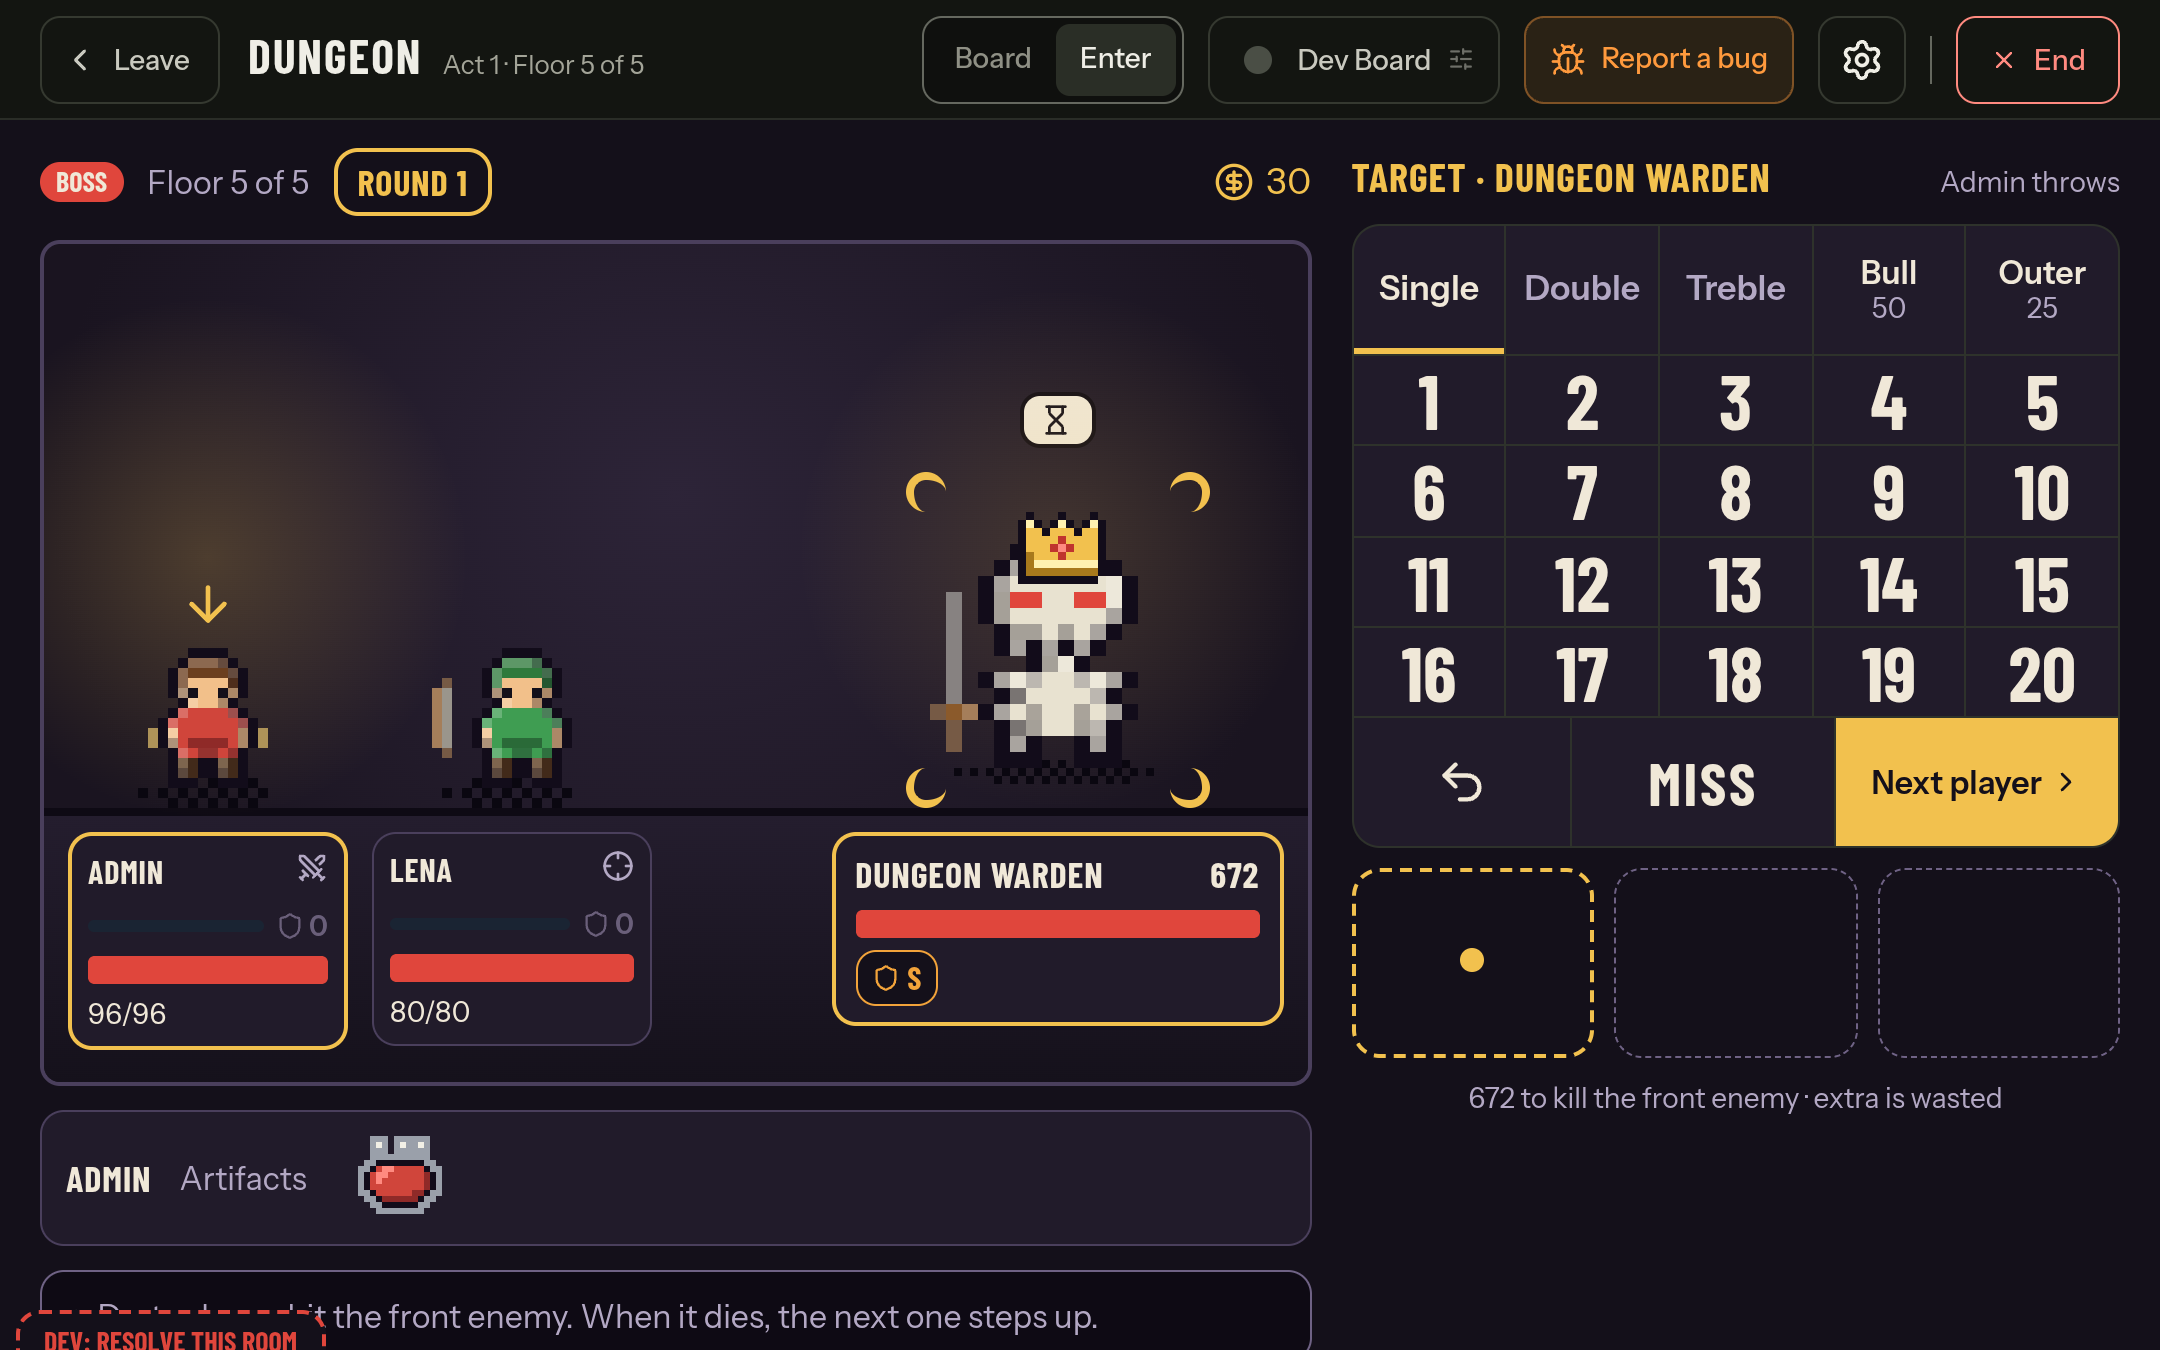 Leave
DUNGEON
Act 1 · Floor 5 of 5
Board
Enter
Dev Board
Report a bug
End
BOSS
Floor 5 of 5
ROUND 1
30
TARGET · DUNGEON WARDEN
Admin throws
Single
Double
Treble
Bull
50
Outer
25
1 2 3 4 5
6 7 8 9 10
11 12 13 14 15
16 17 18 19 20
MISS
Next player
ADMIN
0
96/96
LENA
0
80/80
DUNGEON WARDEN 672
S
672 to kill the front enemy · extra is wasted
ADMIN Artifacts
the front enemy. When it dies, the next one steps up.
DEV: RESOLVE THIS ROOM